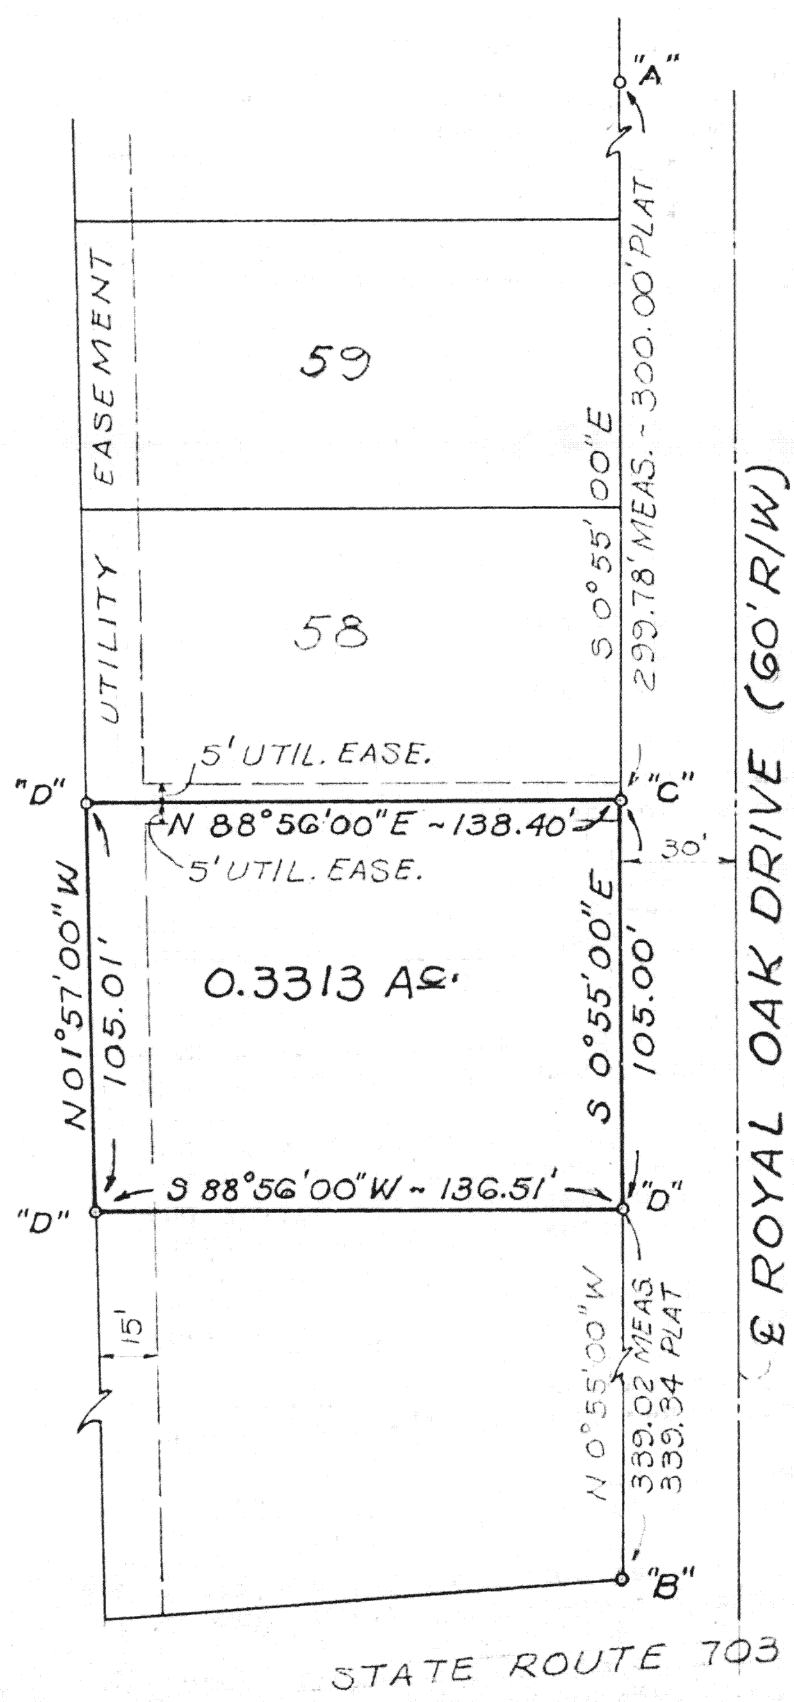 "A"
299.78' MEAS. ~ 300.00' PLAT
EASEMENT
59
S 0°55' 00"E
UTILITY
58
5' UTIL. EASE.
"D"
"C"
N 88°56'00"E ~138.40'
30'
5' UTIL. EASE.
N 01°57'00"W
105.01'
0.3313 Ac.
S 0°55'00"E
105.00'
℄ ROYAL OAK DRIVE (60' R/W)
S 88°56'00"W ~ 136.51'
"D"
"D"
15'
N 0°55'00"W
339.02 MEAS.
339.34 PLAT
"B"
STATE ROUTE 703